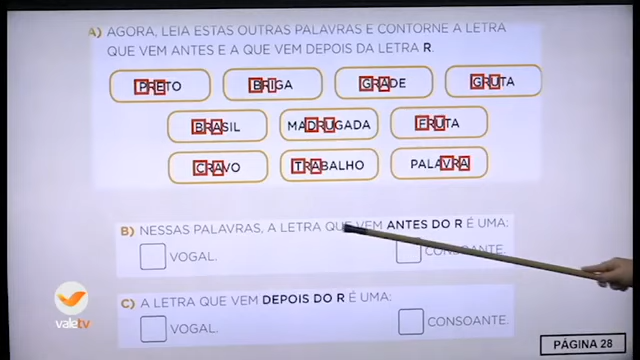 A) AGORA, LEIA ESTAS OUTRAS PALAVRAS E CONTORNE A LETRA
QUE VEM ANTES E A QUE VEM DEPOIS DA LETRA R.
PRETO BRIGA GRADE GRUTA
BRASIL MADRUGADA FRUTA
CRAVO TRABALHO PALAVRA
B) NESSAS PALAVRAS, A LETRA QUE VEM ANTES DO R É UMA:
VOGAL. CONSOANTE.
C) A LETRA QUE VEM DEPOIS DO R É UMA:
VOGAL. CONSOANTE.
valetv
PÁGINA 28